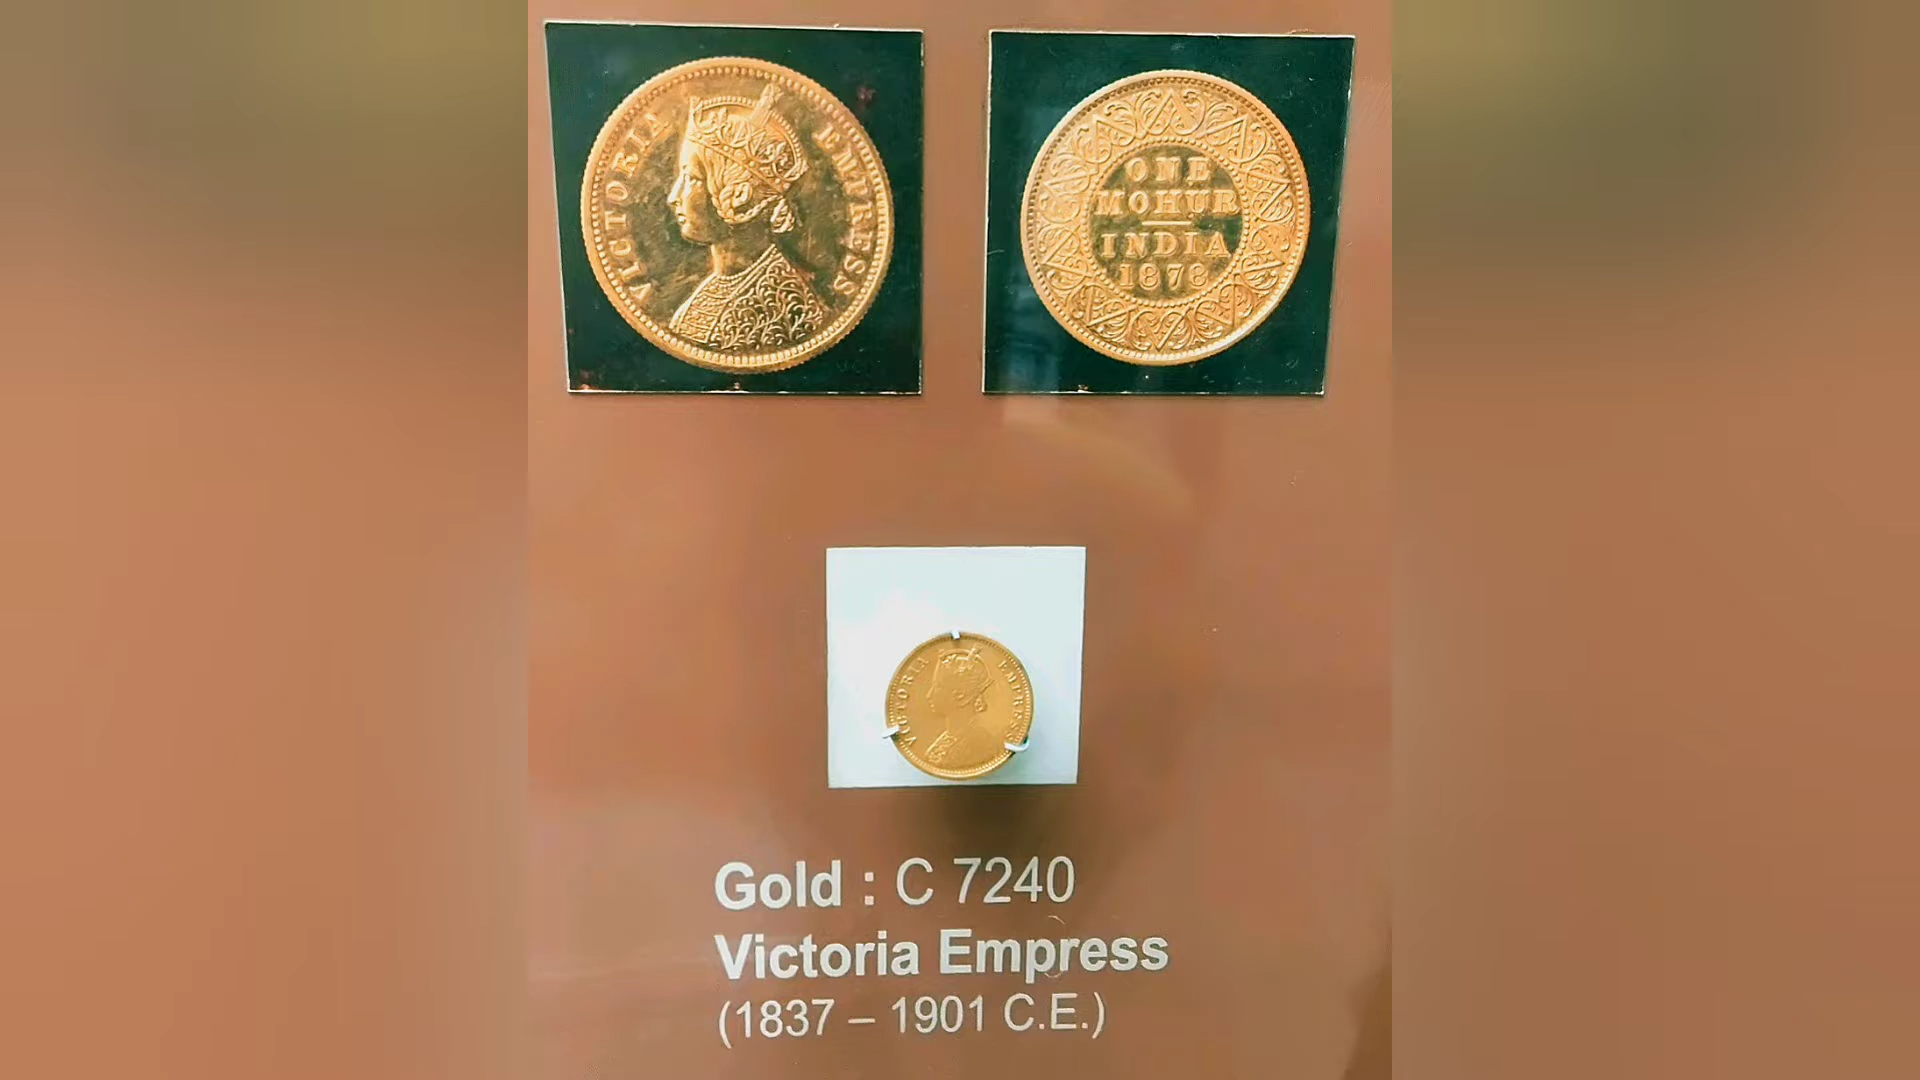 VICTORIA EMPRESS
ONE
MOHUR
INDIA
1878
VICTORIA EMPRESS
Gold : C 7240
Victoria Empress
(1837 – 1901 C.E.)